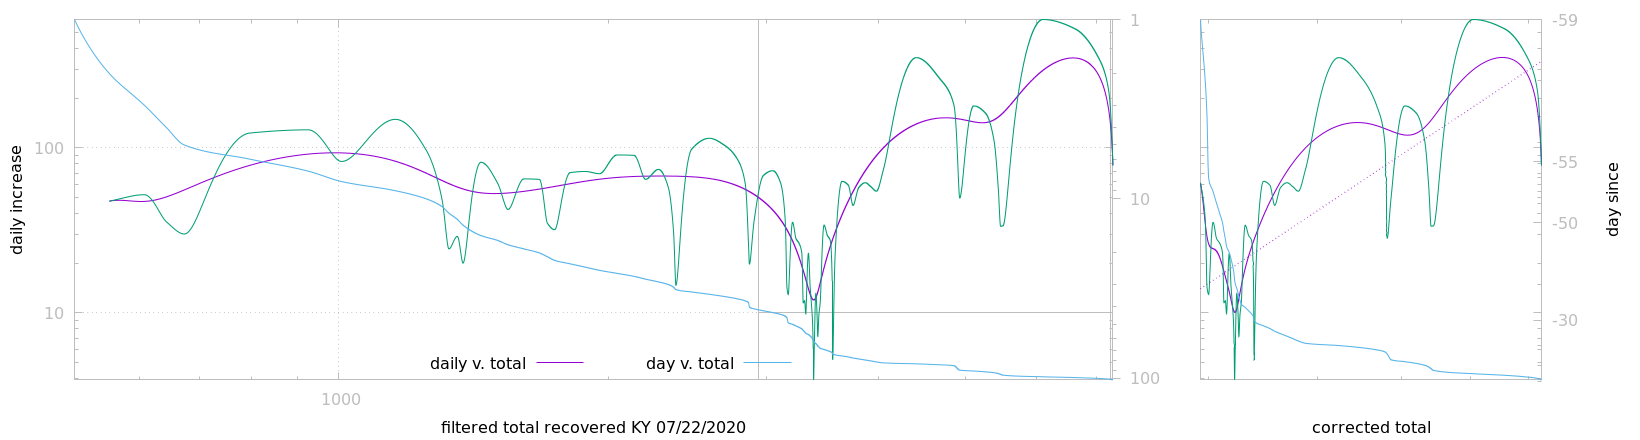 1
-59
daily increase
100
-55
10
-50
day since
10
-30
daily v. total
day v. total
100
1000
filtered total recovered KY 07/22/2020
corrected total